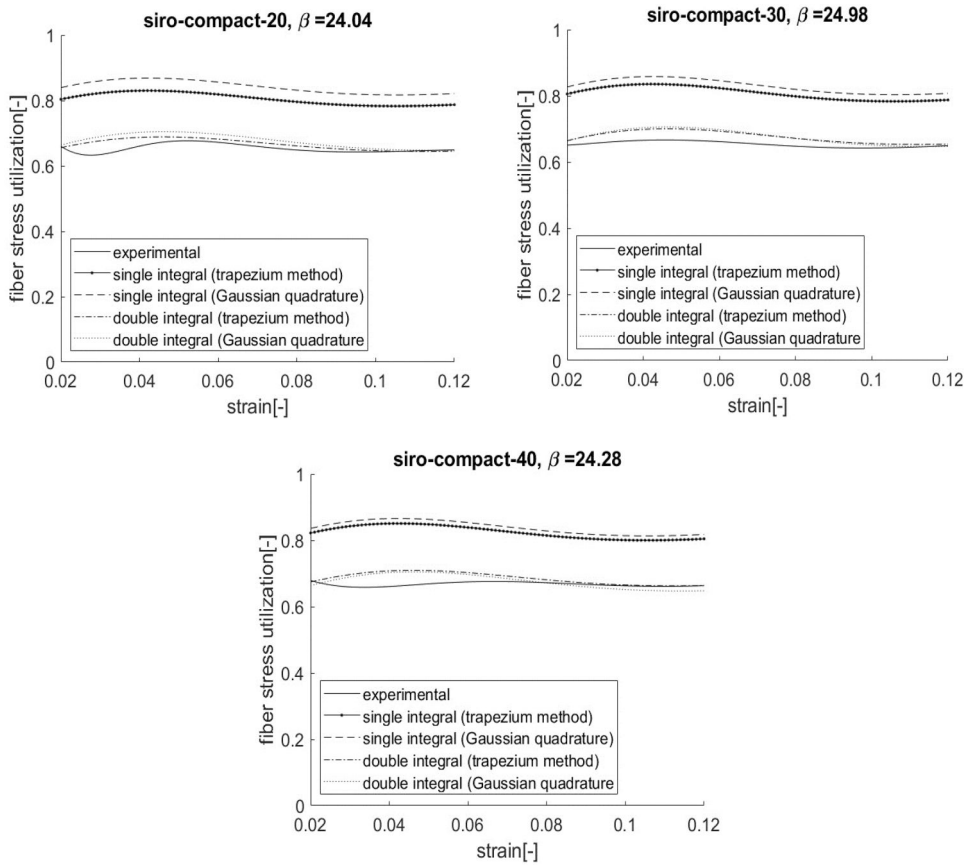 siro-compact-20, β =24.04
1
0.8
0.6
0.4
0.2
0
fiber stress utilization[-]
experimental
single integral (trapezium method)
single integral (Gaussian quadrature)
double integral (trapezium method)
double integral (Gaussian quadrature
0.02 0.04 0.06 0.08 0.1 0.12
strain[-]
siro-compact-30, β =24.98
1
0.8
0.6
0.4
0.2
0
fiber stress utilization[-]
experimental
single integral (trapezium method)
single integral (Gaussian quadrature)
double integral (trapezium method)
double integral (Gaussian quadrature
0.02 0.04 0.06 0.08 0.1 0.12
strain[-]
siro-compact-40, β =24.28
1
0.8
0.6
0.4
0.2
0
fiber stress utilization[-]
experimental
single integral (trapezium method)
single integral (Gaussian quadrature)
double integral (trapezium method)
double integral (Gaussian quadrature
0.02 0.04 0.06 0.08 0.1 0.12
strain[-]